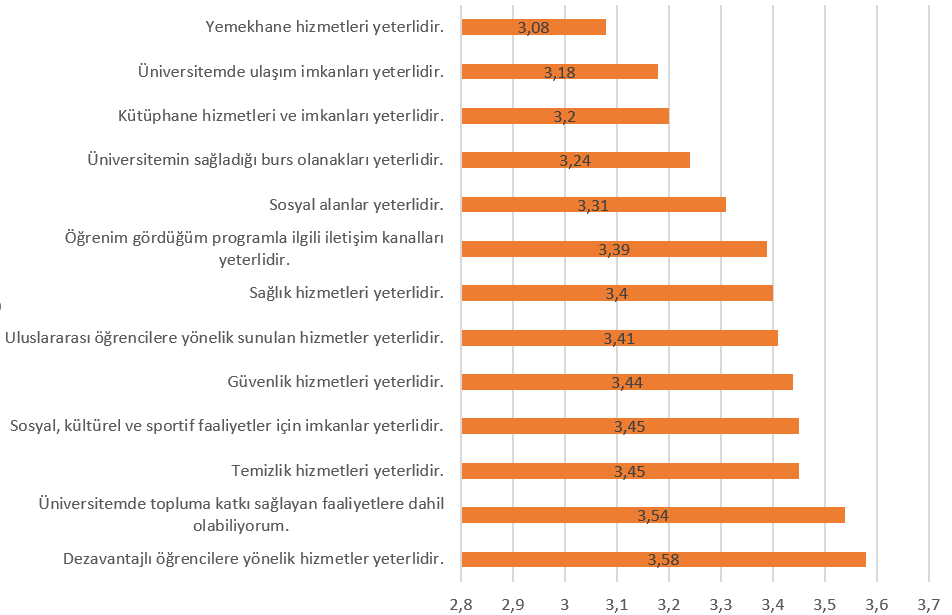 Yemekhane hizmetleri yeterlidir.
3,08
Üniversitemde ulaşım imkanları yeterlidir.
3,18
Kütüphane hizmetleri ve imkanları yeterlidir.
3,2
Üniversitemin sağladığı burs olanakları yeterlidir.
3,24
Sosyal alanlar yeterlidir.
3,31
Öğrenim gördüğüm programla ilgili iletişim kanalları
yeterlidir.
3,39
Sağlık hizmetleri yeterlidir.
3,4
Uluslararası öğrencilere yönelik sunulan hizmetler yeterlidir.
3,41
Güvenlik hizmetleri yeterlidir.
3,44
Sosyal, kültürel ve sportif faaliyetler için imkanlar yeterlidir.
3,45
Temizlik hizmetleri yeterlidir.
3,45
Üniversitemde topluma katkı sağlayan faaliyetlere dahil
olabiliyorum.
3,54
Dezavantajlı öğrencilere yönelik hizmetler yeterlidir.
3,58
2,8 2,9 3 3,1 3,2 3,3 3,4 3,5 3,6 3,7